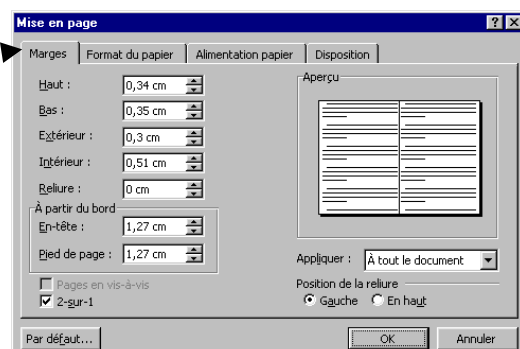 Mise en page
Marges Format du papier Alimentation papier Disposition
Haut : 0,34 cm
Bas : 0,35 cm
Extérieur : 0,3 cm
Intérieur : 0,51 cm
Reliure : 0 cm
À partir du bord
En-tête : 1,27 cm
Pied de page : 1,27 cm
Pages en vis-à-vis
2-sur-1
Aperçu
Appliquer : À tout le document
Position de la reliure
Gauche En haut
Par défaut... OK Annuler